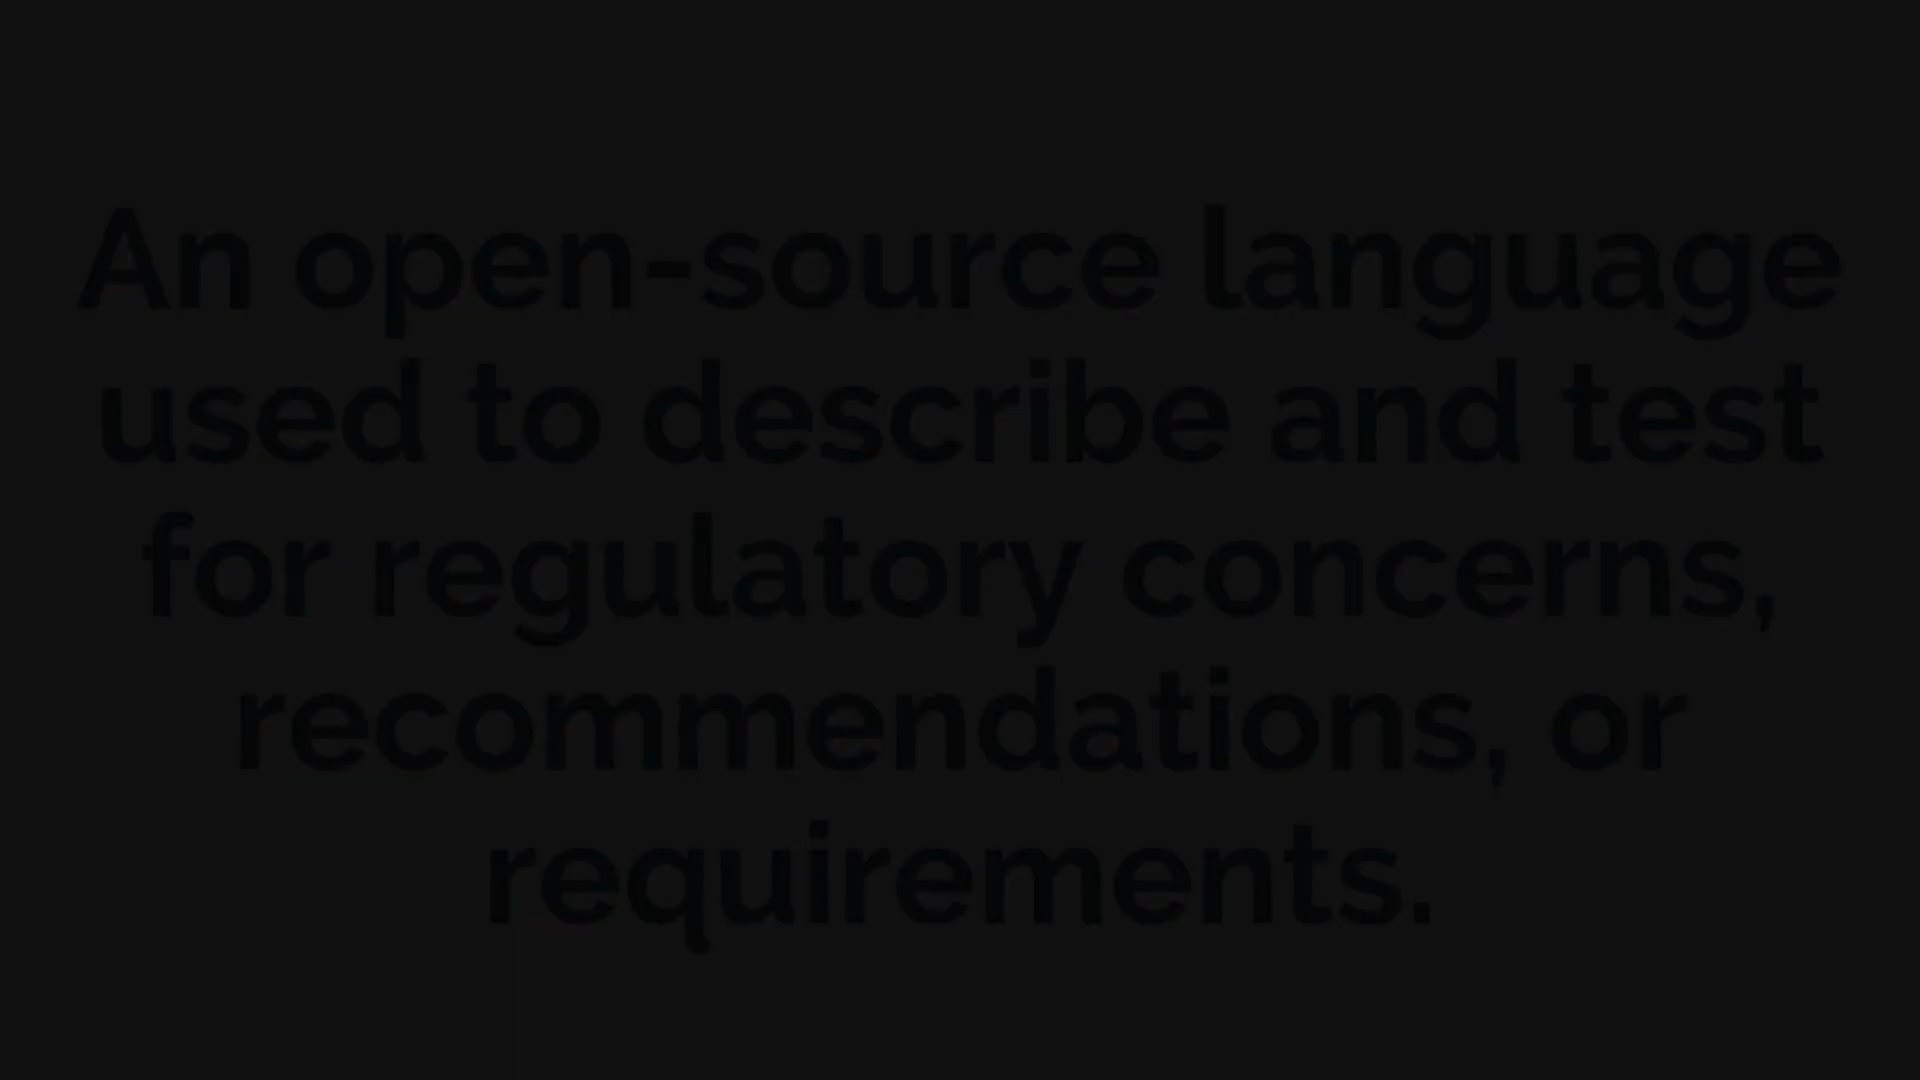 An open-source language
used to describe and test
for regulatory concerns,
recommendations, or
requirements.